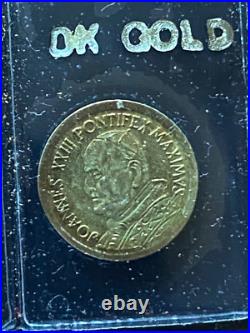 DK GOLD
IOANNES XXIII PONTIFEX MAXIMVS